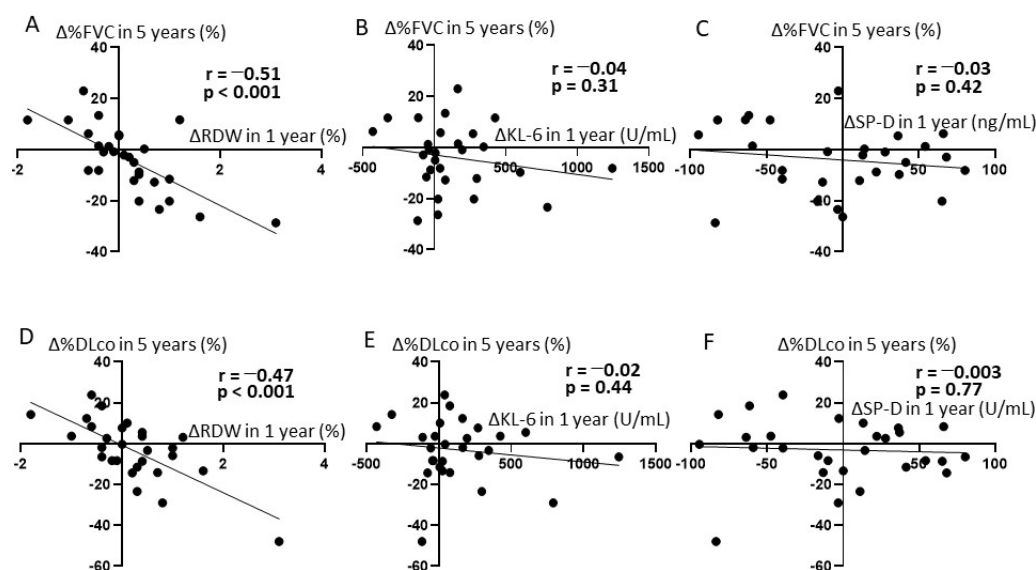 A
Δ%FVC in 5 years (%)
40
20
0
-20
-40
-2
2
4
r = −0.51
p < 0.001
ΔRDW in 1 year (%)
B
Δ%FVC in 5 years (%)
40
20
0
-20
-40
-500
500
1000
1500
r = −0.04
p = 0.31
ΔKL-6 in 1 year (U/mL)
C
Δ%FVC in 5 years (%)
40
20
0
-20
-40
-100
-50
50
100
r = −0.03
p = 0.42
ΔSP-D in 1 year (ng/mL)
D
Δ%DLco in 5 years (%)
40
20
0
-20
-40
-60
-2
2
4
r = −0.47
p < 0.001
ΔRDW in 1 year (%)
E
Δ%DLco in 5 years (%)
40
20
0
-20
-40
-60
-500
500
1000
1500
r = −0.02
p = 0.44
ΔKL-6 in 1 year (U/mL)
F
Δ%DLco in 5 years (%)
40
20
0
-20
-40
-60
-100
-50
50
100
r = −0.003
p = 0.77
ΔSP-D in 1 year (U/mL)